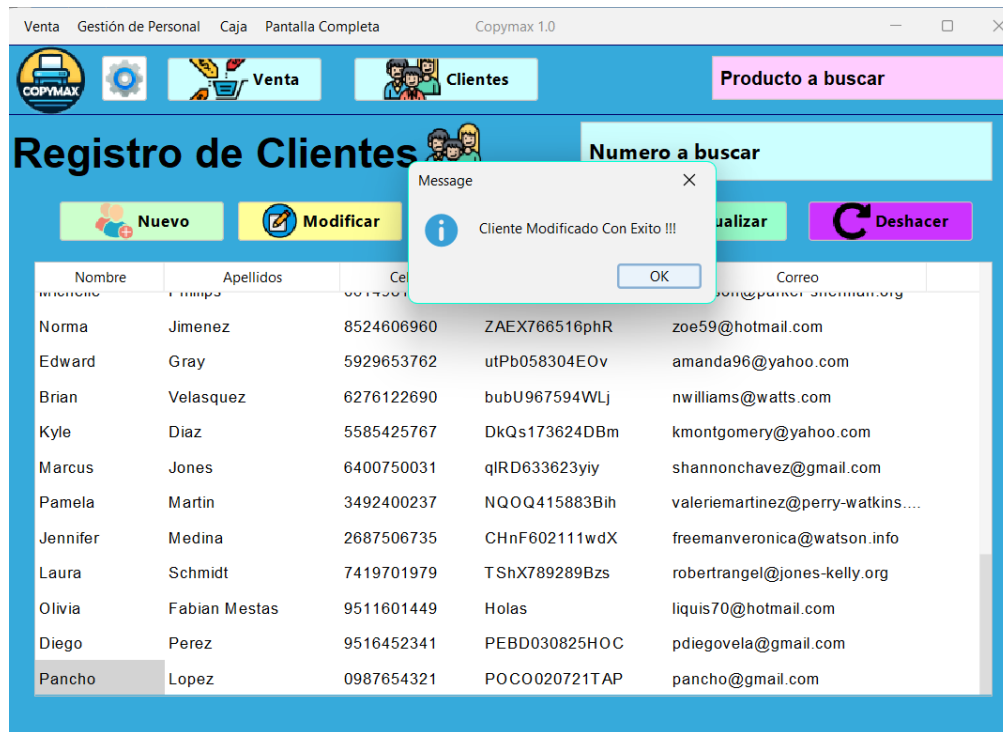 Venta Gestión de Personal Caja Pantalla Completa Copymax 1.0
COPYMAX Venta Clientes Producto a buscar
Registro de Clientes Numero a buscar
Message
Nuevo Modificar Cliente Modificado Con Exito !!! Deshacer
OK
Nombre Apellidos Correo
Norma Jimenez 8524606960 ZAEX766516phR zoe59@hotmail.com
Edward Gray 5929653762 utPb058304EOv amanda96@yahoo.com
Brian Velasquez 6276122690 bubU967594WLj nwilliams@watts.com
Kyle Diaz 5585425767 DkQs173624DBm kmontgomery@yahoo.com
Marcus Jones 6400750031 qlRD633623yiy shannonchavez@gmail.com
Pamela Martin 3492400237 NQOQ415883Bih valeriemartinez@perry-watkins....
Jennifer Medina 2687506735 CHnF602111wdX freemanveronica@watson.info
Laura Schmidt 7419701979 TShX789289Bzs robertrangel@jones-kelly.org
Olivia Fabian Mestas 9511601449 Holas liquis70@hotmail.com
Diego Perez 9516452341 PEBD030825HOC pdiegovela@gmail.com
Pancho Lopez 0987654321 POCO020721TAP pancho@gmail.com